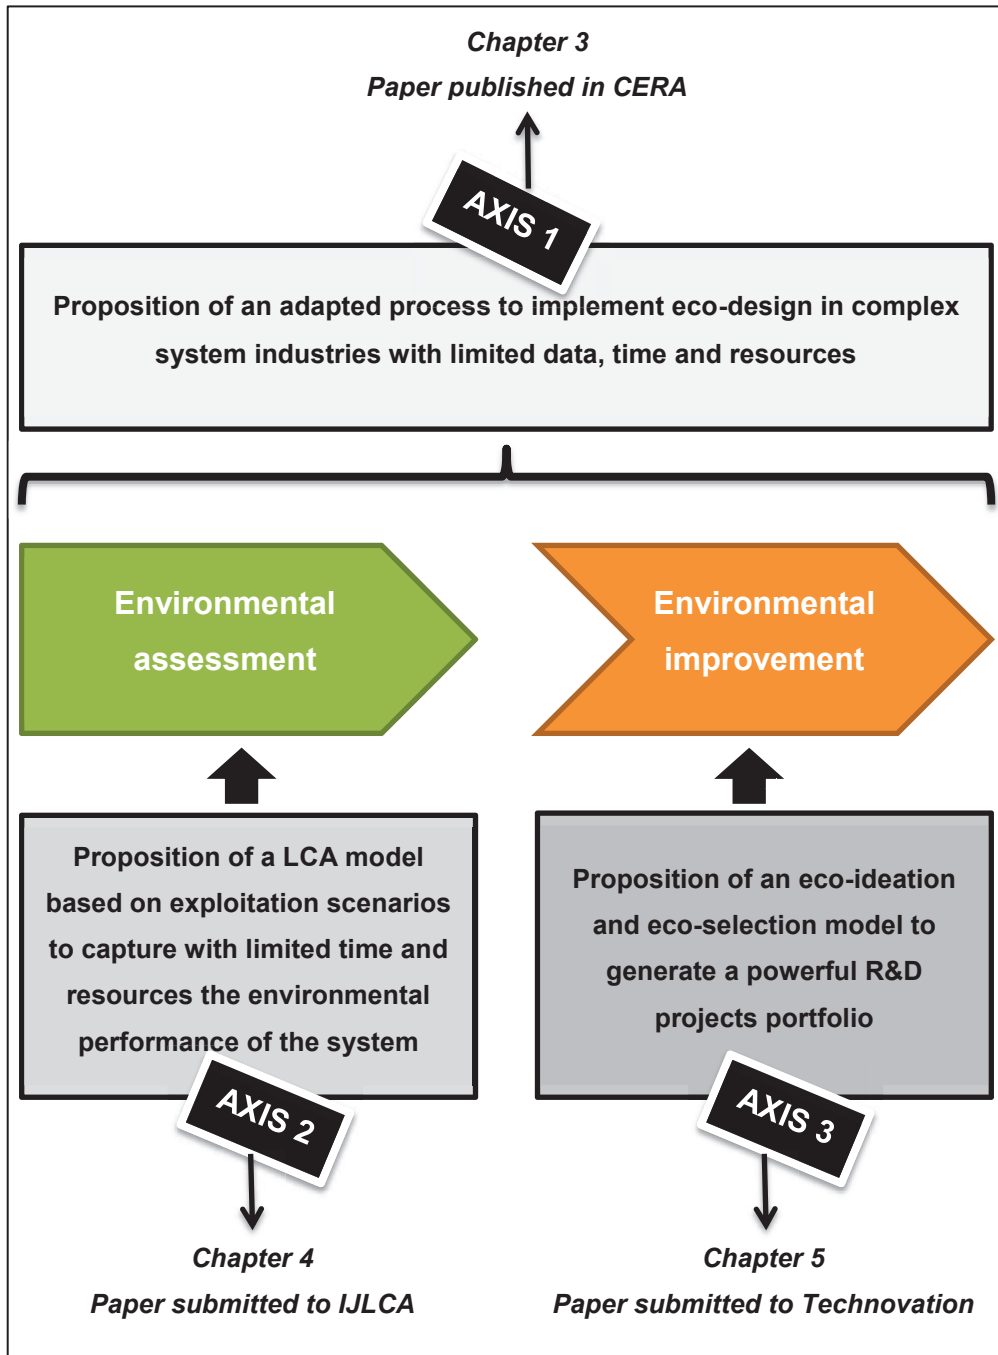 Chapter 3
Paper published in CERA
AXIS 1
Proposition of an adapted process to implement eco-design in complex
system industries with limited data, time and resources
Environmental
assessment
Environmental
improvement
Proposition of a LCA model
based on exploitation scenarios
to capture with limited time and
resources the environmental
performance of the system
AXIS 2
Chapter 4
Paper submitted to IJLCA
Proposition of an eco-ideation
and eco-selection model to
generate a powerful R&D
projects portfolio
AXIS 3
Chapter 5
Paper submitted to Technovation